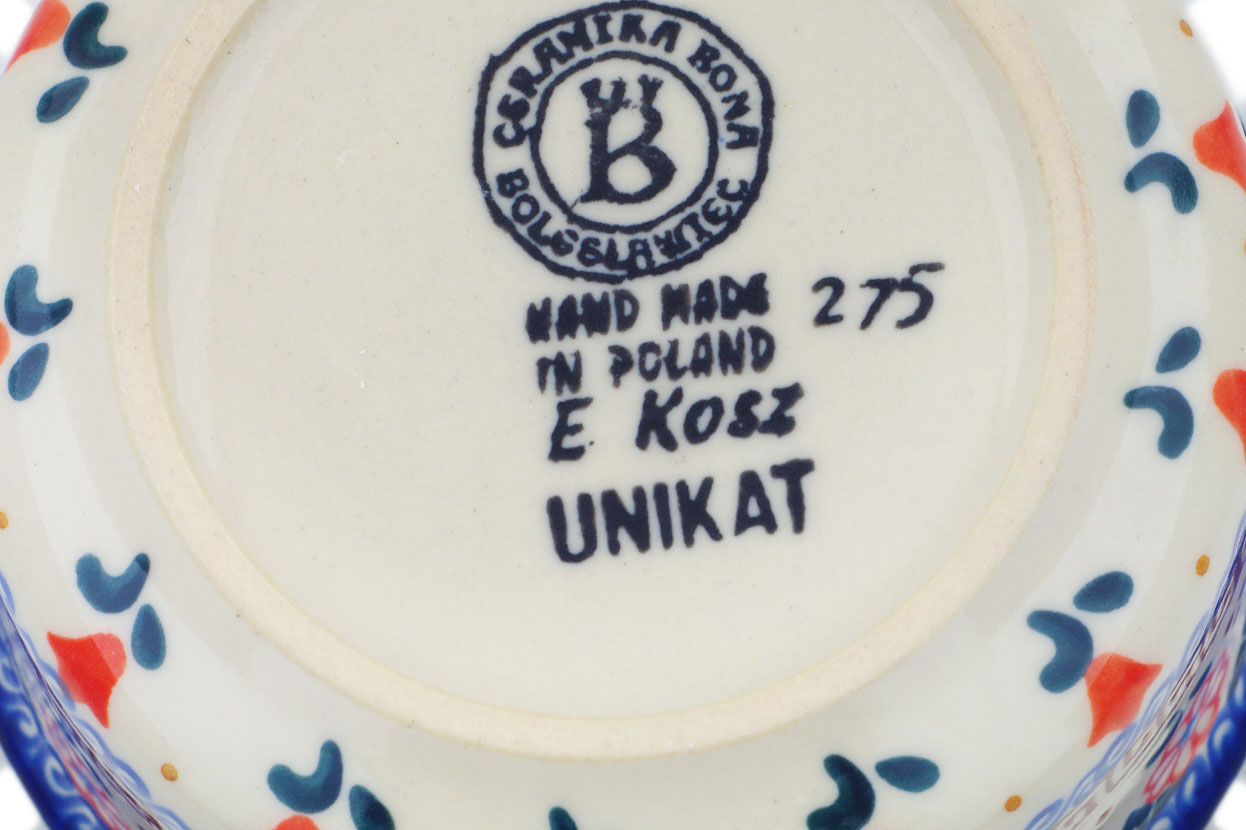 CERAMIKA BONA
B
BOLESLAWIEC
HAND MADE 275
IN POLAND
E. KOSZ
UNIKAT